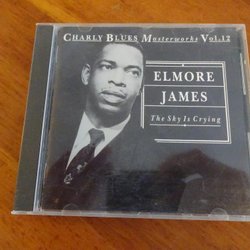 CHARLY BLUES Masterworks VOL.12
ELMORE
JAMES
The Sky Is Crying